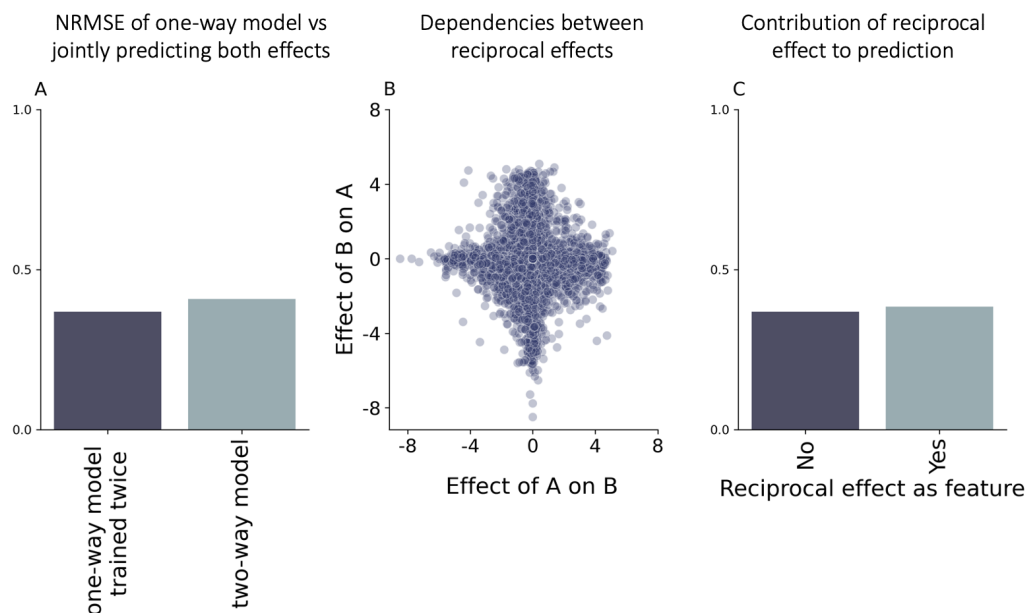 NRMSE of one-way model vs
jointly predicting both effects
Dependencies between
reciprocal effects
Contribution of reciprocal
effect to prediction
A
1.0
0.5
0.0
one-way model
trained twice
two-way model
B
8
4
0
-4
-8
Effect of B on A
-8 -4 0 4 8
Effect of A on B
C
1.0
0.5
0.0
No
Yes
Reciprocal effect as feature